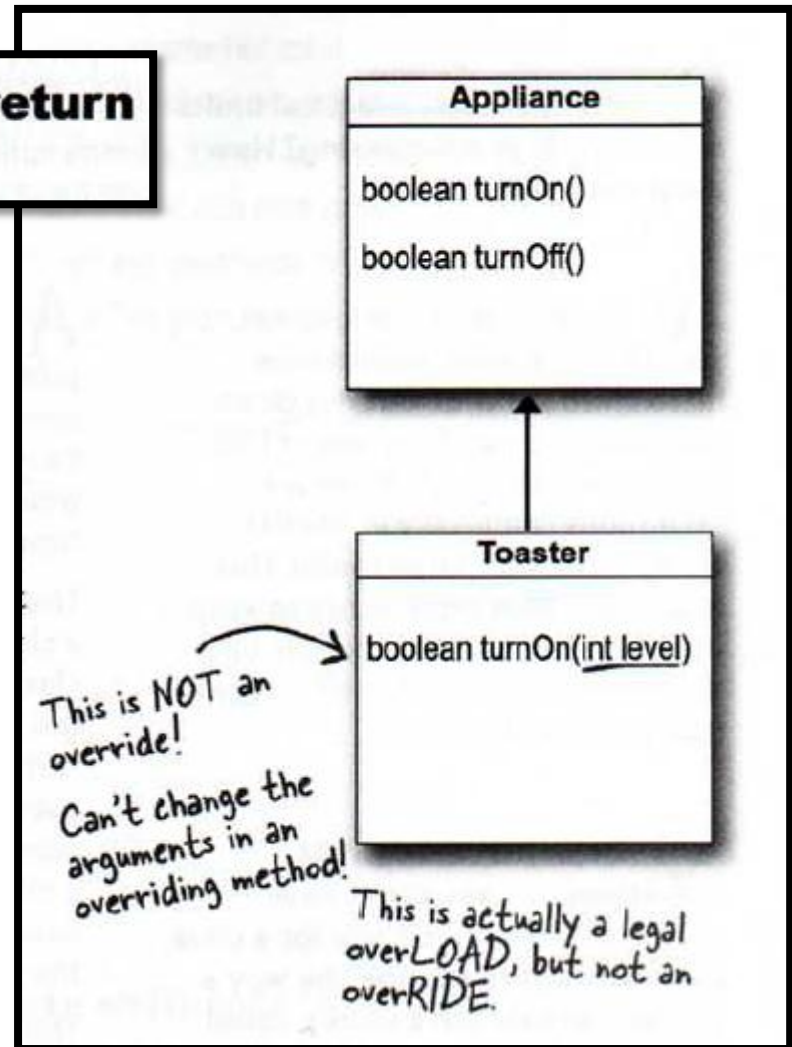 eturn
Appliance
boolean turnOn()
boolean turnOff()
Toaster
boolean turnOn(int level)
This is NOT an
override!
Can't change the
arguments in an
overriding method!
This is actually a legal
overLOAD, but not an
overRIDE.